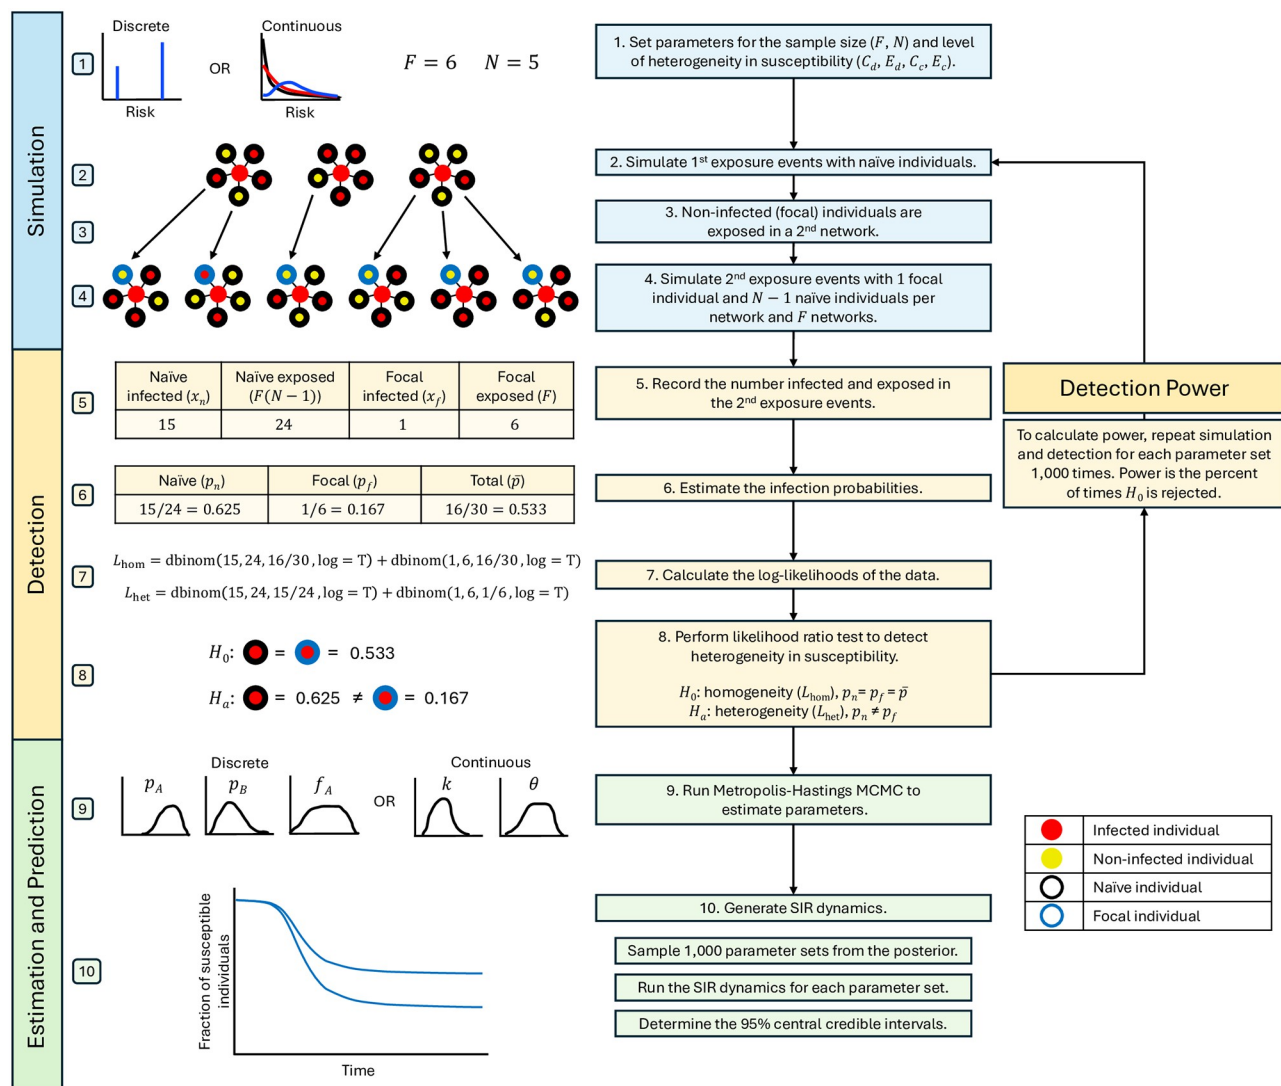 Simulation
Detection
Estimation and Prediction
1
Discrete
Risk
OR
Continuous
Risk
F = 6 N = 5
2
3
4
5
Naïve
infected (xₙ)
Naïve exposed
(F(N − 1))
Focal
infected (x_f)
Focal
exposed (F)
15 24 1 6
6
Naïve (pₙ) Focal (p_f) Total (p̄)
15/24 = 0.625 1/6 = 0.167 16/30 = 0.533
7
L_hom = dbinom(15, 24, 16/30, log = T) + dbinom(1, 6, 16/30, log = T)
L_het = dbinom(15, 24, 15/24, log = T) + dbinom(1, 6, 1/6, log = T)
8
H₀: = = 0.533
Hₐ: = 0.625 ≠ = 0.167
9
Discrete
p_A p_B f_A
OR
Continuous
k θ
10
Fraction of susceptible
individuals
Time
1. Set parameters for the sample size (F, N) and level
of heterogeneity in susceptibility (C_d, E_d, C_c, E_c).
2. Simulate 1ˢᵗ exposure events with naïve individuals.
3. Non-infected (focal) individuals are
exposed in a 2ⁿᵈ network.
4. Simulate 2ⁿᵈ exposure events with 1 focal
individual and N − 1 naïve individuals per
network and F networks.
5. Record the number infected and exposed in
the 2ⁿᵈ exposure events.
6. Estimate the infection probabilities.
7. Calculate the log-likelihoods of the data.
8. Perform likelihood ratio test to detect
heterogeneity in susceptibility.
H₀: homogeneity (L_hom), pₙ = p_f = p̄
Hₐ: heterogeneity (L_het), pₙ ≠ p_f
9. Run Metropolis-Hastings MCMC to
estimate parameters.
10. Generate SIR dynamics.
Sample 1,000 parameter sets from the posterior.
Run the SIR dynamics for each parameter set.
Determine the 95% central credible intervals.
Detection Power
To calculate power, repeat simulation
and detection for each parameter set
1,000 times. Power is the percent
of times H₀ is rejected.
Infected individual
Non-infected individual
Naïve individual
Focal individual